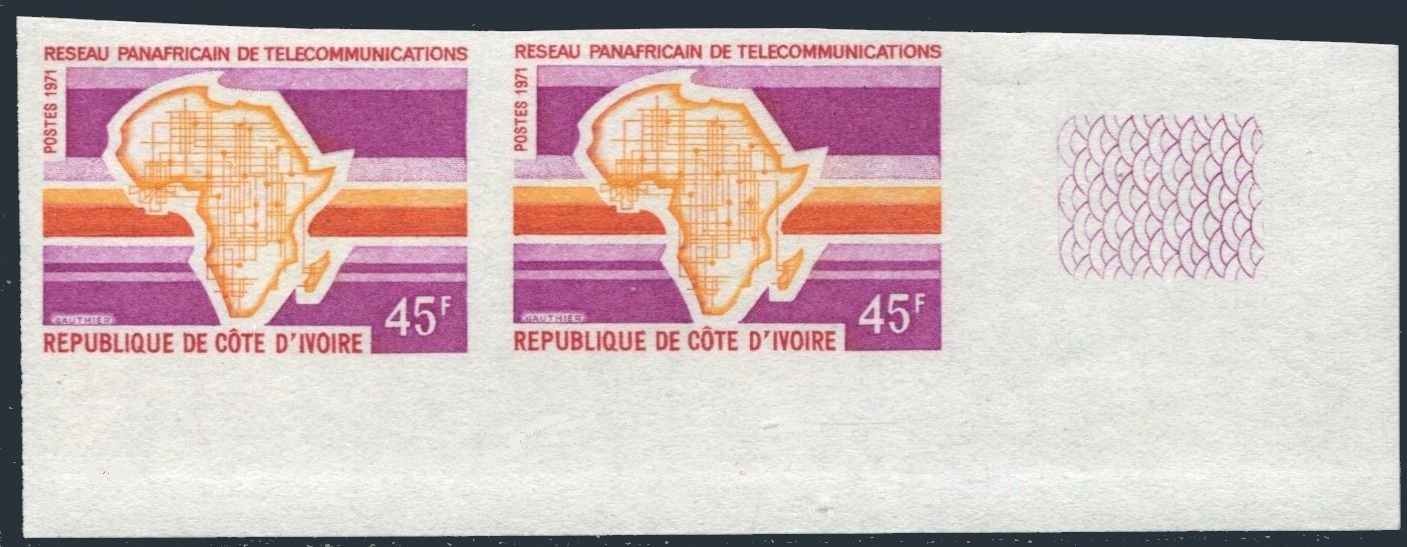 RESEAU PANAFRICAIN DE TELECOMMUNICATIONS
POSTES 1971
45F
GAUTHIER
REPUBLIQUE DE CÔTE D'IVOIRE
RESEAU PANAFRICAIN DE TELECOMMUNICATIONS
POSTES 1971
45F
GAUTHIER
REPUBLIQUE DE CÔTE D'IVOIRE